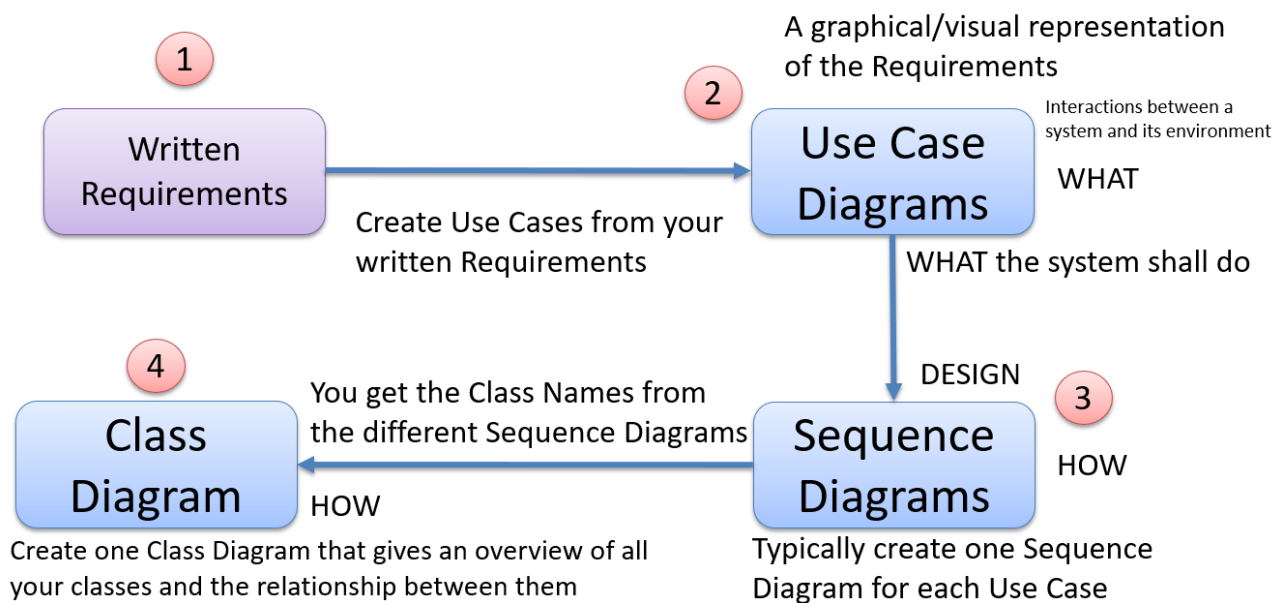 1
Written
Requirements
Create Use Cases from your
written Requirements
A graphical/visual representation
of the Requirements
2
Use Case
Diagrams
Interactions between a
system and its environment
WHAT
WHAT the system shall do
DESIGN
3
Sequence
Diagrams
HOW
Typically create one Sequence
Diagram for each Use Case
You get the Class Names from
the different Sequence Diagrams
HOW
4
Class
Diagram
Create one Class Diagram that gives an overview of all
your classes and the relationship between them